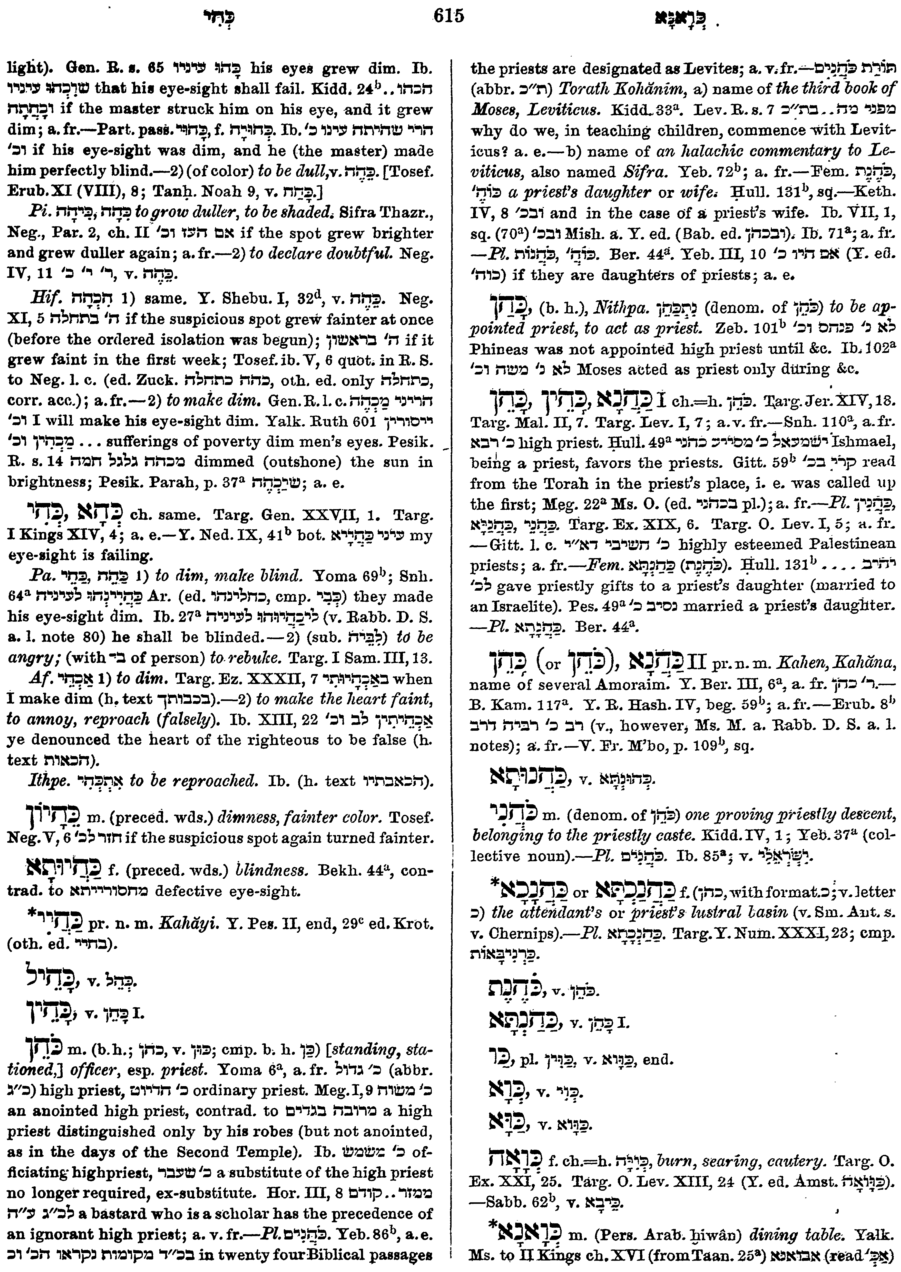 כְּהִי 615 כְּרָאנָא
light). Gen. R. s. 65 כָּהוּ עיניו his eyes grew dim. Ib.
שֶׁיִּכְהוּ עיניו that his eye-sight shall fail. Kidd. 24ᵇ הכהו..
וְכָהֲתָה if the master struck him on his eye, and it grew
dim; a. fr.—Part. pass. כָּהוּי, f. כְּהוּיָה. Ib. הרי שהיתה עינו כ'
וכ' if his eye-sight was dim, and he (the master) made
him perfectly blind.—2) (of color) to be dull, v. כֵּהֶה. [Tosef.
Erub. XI (VIII), 8; Tanḥ. Noah 9, v. כֵּהֶה.]
Pi. כִּיהָה, כִּהָה to grow duller, to be shaded. Sifra Thazr.,
Neg., Par. 2, ch. II אם העז וכ' if the spot grew brighter
and grew duller again; a. fr.—2) to declare doubtful. Neg.
IV, 11 ר' י' כ', v. כֵּהֶה.
Hif. הִכְהָה 1) same. Y. Shebu. I, 32ᵈ, v. כֵּהֶה. Neg.
XI, 5 ה' בתחלה if the suspicious spot grew fainter at once
(before the ordered isolation was begun); ה' בראשון if it
grew faint in the first week; Tosef. ib. V, 6 quot. in R. S.
to Neg. l. c. (ed. Zuck. כהה כתחלה, oth. ed. only כתחלה,
corr. acc.); a. fr.—2) to make dim. Gen. R. l. c. הריני מַכְהֶה
וכ' I will make his eye-sight dim. Yalk. Ruth 601 ייסורין
מַכְהִין וכ' ... sufferings of poverty dim men's eyes. Pesik.
R. s. 14 מכהה גלגל חמה dimmed (outshone) the sun in
brightness; Pesik. Parah, p. 37ᵃ שֶׁיַּכְהֶה; a. e.
כְּהִי, כְּהָא ch. same. Targ. Gen. XXVII, 1. Targ.
I Kings XIV, 4; a. e.—Y. Ned. IX, 41ᵇ bot. עיני כַּהֲיָיא my
eye-sight is failing.
Pa. כַּהֵה, כַּהֵי 1) to dim, make blind. Yoma 69ᵇ; Snh.
64ᵃ כַּהֲיִינְהוּ לעיניה Ar. (ed. כחלינהו, cmp. כְּבֵי) they made
his eye-sight dim. Ib. 27ᵃ לִיכַהְיוּהוּ לעיניה (v. Rabb. D. S.
a. l. note 80) he shall be blinded.—2) (sub. לְבֵּיהּ) to be
angry; (with ב־ of person) to rebuke. Targ. I Sam. III, 13.
Af. אַכְהֵי 1) to dim. Targ. Ez. XXXII, 7 באַכְהָיוּתִי when
I make dim (h. text בכבותך).—2) to make the heart faint,
to annoy, reproach (falsely). Ib. XIII, 22 אַכְהֵיתִין לב וכ'
ye denounced the heart of the righteous to be false (h.
text הכאות).
Ithpe. אִתְכְּהִי to be reproached. Ib. (h. text הכאבתיו).
כֵּהָיוֹן m. (preced. wds.) dimness, fainter color. Tosef.
Neg. V, 6 חזר לכ' if the suspicious spot again turned fainter.
כַּהֲיוּתָא f. (preced. wds.) blindness. Bekh. 44ᵃ, con-
trad. to מחסורייתא defective eye-sight.
*כַּהֲיִי pr. n. m. Kahăyi. Y. Pes. II, end, 29ᶜ ed. Krot.
(oth. ed. בהיי).
כָּהֵיל, v. כְּהַל.
כָּהֵין, v. כָּהֵן I.
כֹּהֵן m. (b. h.; כהן, v. כּוּן; cmp. b. h. כֵּן) [standing, sta-
tioned,] officer, esp. priest. Yoma 6ᵃ, a. fr. כ' גדול (abbr.
כ"ג) high priest, כ' הדיוט ordinary priest. Meg. I, 9 כ' משוח
an anointed high priest, contrad. to מרובה בגדים a high
priest distinguished only by his robes (but not anointed,
as in the days of the Second Temple). Ib. כ' משמש of-
ficiating highpriest, כ' שעבר a substitute of the high priest
no longer required, ex-substitute. Hor. III, 8 ממזר.. קודם
לכ"ג ע"ה a bastard who is a scholar has the precedence of
an ignorant high priest; a. v. fr.—Pl. כֹּהֲנִים. Yeb. 86ᵇ, a. e.
בכ"ד מקומות נקראו הכ' וכ in twenty four Biblical passages
the priests are designated as Levites; a. v. fr.—תּוֹרַת כֹּהֲנִים
(abbr. ת"כ) Torath Kohănim, a) name of the third book of
Moses, Leviticus. Kidd. 33ᵃ. Lev. R. s. 7 מפני מה.. בת"כ
why do we, in teaching children, commence with Levit-
icus? a. e.—b) name of an halachic commentary to Le-
viticus, also named Sifra. Yeb. 72ᵇ; a. fr.—Fem. כֹּהֶנֶת,
כּוֹהֶ' a priest's daughter or wife. Ḥull. 131ᵇ, sq.—Keth.
IV, 8 ובכ' and in the case of a priest's wife. Ib. VII, 1,
sq. (70ᵃ) ובכ' Mish. a. Y. ed. (Bab. ed. ובכהן). Ib. 71ᵃ; a. fr.
—Pl. כֹּהֲנוֹת, כּוֹהֲ'. Ber. 44ᵃ. Yeb. III, 10 אם היו כ' (Y. ed.
כוה') if they are daughters of priests; a. e.
כָּהַן, (b. h.), Nithpa. נִתְכַּהֵן (denom. of כֹּהֵן) to be ap-
pointed priest, to act as priest. Zeb. 101ᵇ לא כ' פנחס וכ'
Phineas was not appointed high priest until &c. Ib. 102ᵃ
לא נ' משה וכ' Moses acted as priest only during &c.
כָּהֵן, כָּהֵין, כַּהֲנָא I ch.=h. כֹּהֵן. Targ. Jer. XIV, 18.
Targ. Mal. II, 7. Targ. Lev. I, 7; a. v. fr.—Snh. 110ᵃ, a. fr.
כ' רבא high priest. Ḥull. 49ᵃ ישמעאל כ' מסייע כהני Ishmael,
being a priest, favors the priests. Gitt. 59ᵇ קרי בכ' read
from the Torah in the priest's place, i. e. was called up
the first; Meg. 22ᵃ Ms. O. (ed. בכהני pl.); a. fr.—Pl. כָּהֲנִין,
כָּהֲנַיָּא, כָּהֲנֵי. Targ. Ex. XIX, 6. Targ. O. Lev. I, 5; a. fr.
—Gitt. l. c. כ' חשיבי דא"י highly esteemed Palestinean
priests; a. fr.—Fem. כַּהַנְתָּא (כָּהֶנֶת). Ḥull. 131ᵇ .... יהיב
לכ' gave priestly gifts to a priest's daughter (married to
an Israelite). Pes. 49ᵃ נסיב כ' married a priest's daughter.
—Pl. כָּהֲנָתָא. Ber. 44ᵃ.
כָּהֵן (or כֹּהֵן), כַּהֲנָא II pr. n. m. Kahen, Kahăna,
name of several Amoraim. Y. Ber. III, 6ᵃ, a. fr. ר' כהן.—
B. Kam. 117ᵃ. Y. R. Hash. IV, beg. 59ᵇ; a. fr.—Erub. 8ᵇ
רב כ' רביה דרב (v., however, Ms. M. a. Rabb. D. S. a. l.
notes); a. fr.—V. Fr. M'bo, p. 109ᵇ, sq.
כַּהֲנוּתָא, v. כְּהוּנְּתָא.
כֹּהֲנִי m. (denom. of כֹּהֵן) one proving priestly descent,
belonging to the priestly caste. Kidd. IV, 1; Yeb. 37ᵃ (col-
lective noun).—Pl. כֹּהֲנִיִּים. Ib. 85ᵃ; v. יִשְׂרְאֵלִי.
*כַּהֲנָכָא or כַּהֲנַכְתָּא f. (כהן, with format. כ; v. letter
כ) the attendant's or priest's lustral basin (v. Sm. Ant. s.
v. Chernips).—Pl. כַּהֲנָכָתָא. Targ. Y. Num. XXXI, 23; cmp.
כַּרְנִיבָאוֹת.
כֹּהֶנֶת, v. כֹּהֵן.
כַּהַנְתָּא, v. כָּהֵן I.
כַּו, pl. כַּוִּין, v. כַּוָּא, end.
כְּוָא, v. כְּוֵי.
כַּוָּא, v. כַּוָּוא.
כְּוָאָה f. ch.=h. כְּוִיָּה, burn, searing, cautery. Targ. O.
Ex. XXI, 25. Targ. O. Lev. XIII, 24 (Y. ed. Amst. כַּוָּאָה).
—Sabb. 62ᵇ, v. כֵּיבָא.
*כְּוָאנָא m. (Pers. Arab. ḫiwân) dining table. Yalk.
Ms. to II Kings ch. XVI (from Taan. 25ᵃ) אבואנא (read אַכְּ')